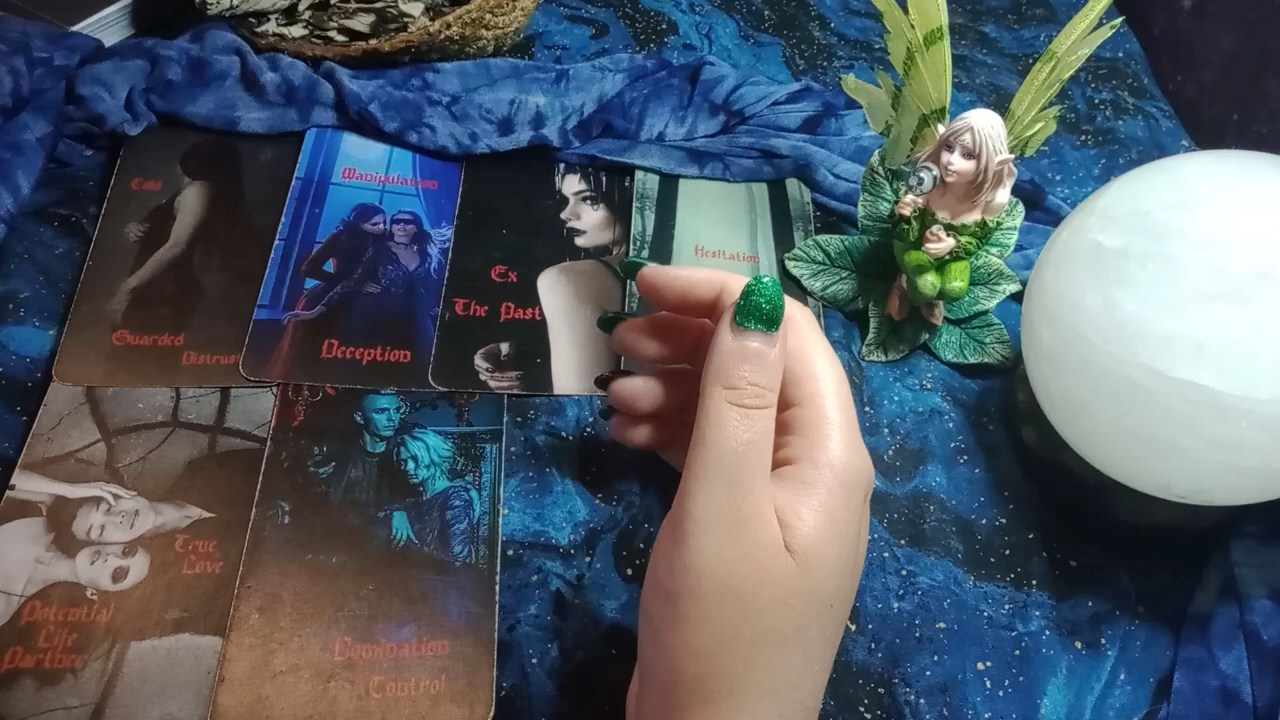 Cold
Guarded
Distrust
Manipulation
Deception
Ex
The Past
Hesitation
True
Love
Potential
Life
Partner
Domination
Control